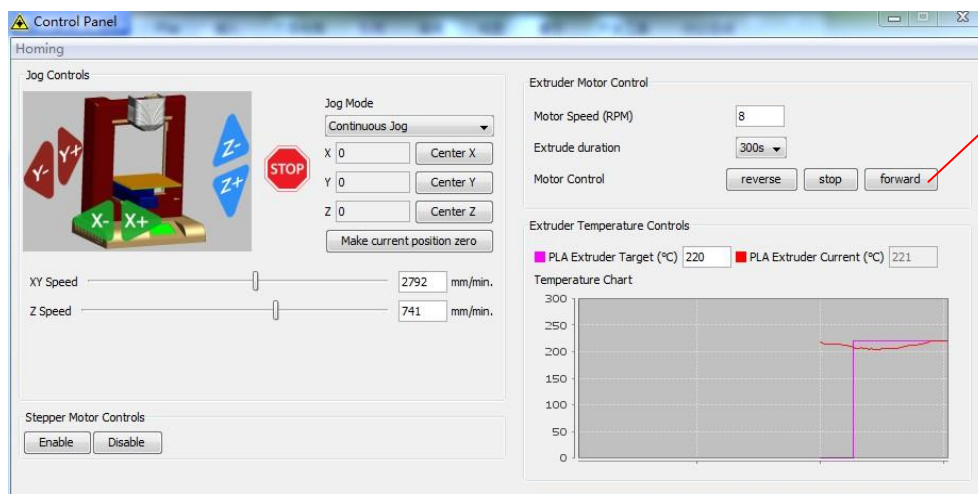 Control Panel
Homing
Jog Controls
Y-
Y+
Z-
Z+
X-
X+
STOP
Jog Mode
Continuous Jog
X 0 Center X
Y 0 Center Y
Z 0 Center Z
Make current position zero
XY Speed 2792 mm/min.
Z Speed 741 mm/min.
Stepper Motor Controls
Enable Disable
Extruder Motor Control
Motor Speed (RPM) 8
Extrude duration 300s
Motor Control reverse stop forward
Extruder Temperature Controls
PLA Extruder Target (°C) 220 PLA Extruder Current (°C) 221
Temperature Chart
300
250
200
150
100
50
0